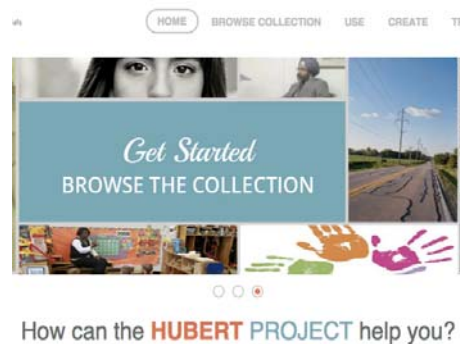 HOME BROWSE COLLECTION USE CREATE
Get Started
BROWSE THE COLLECTION
How can the HUBERT PROJECT help you?